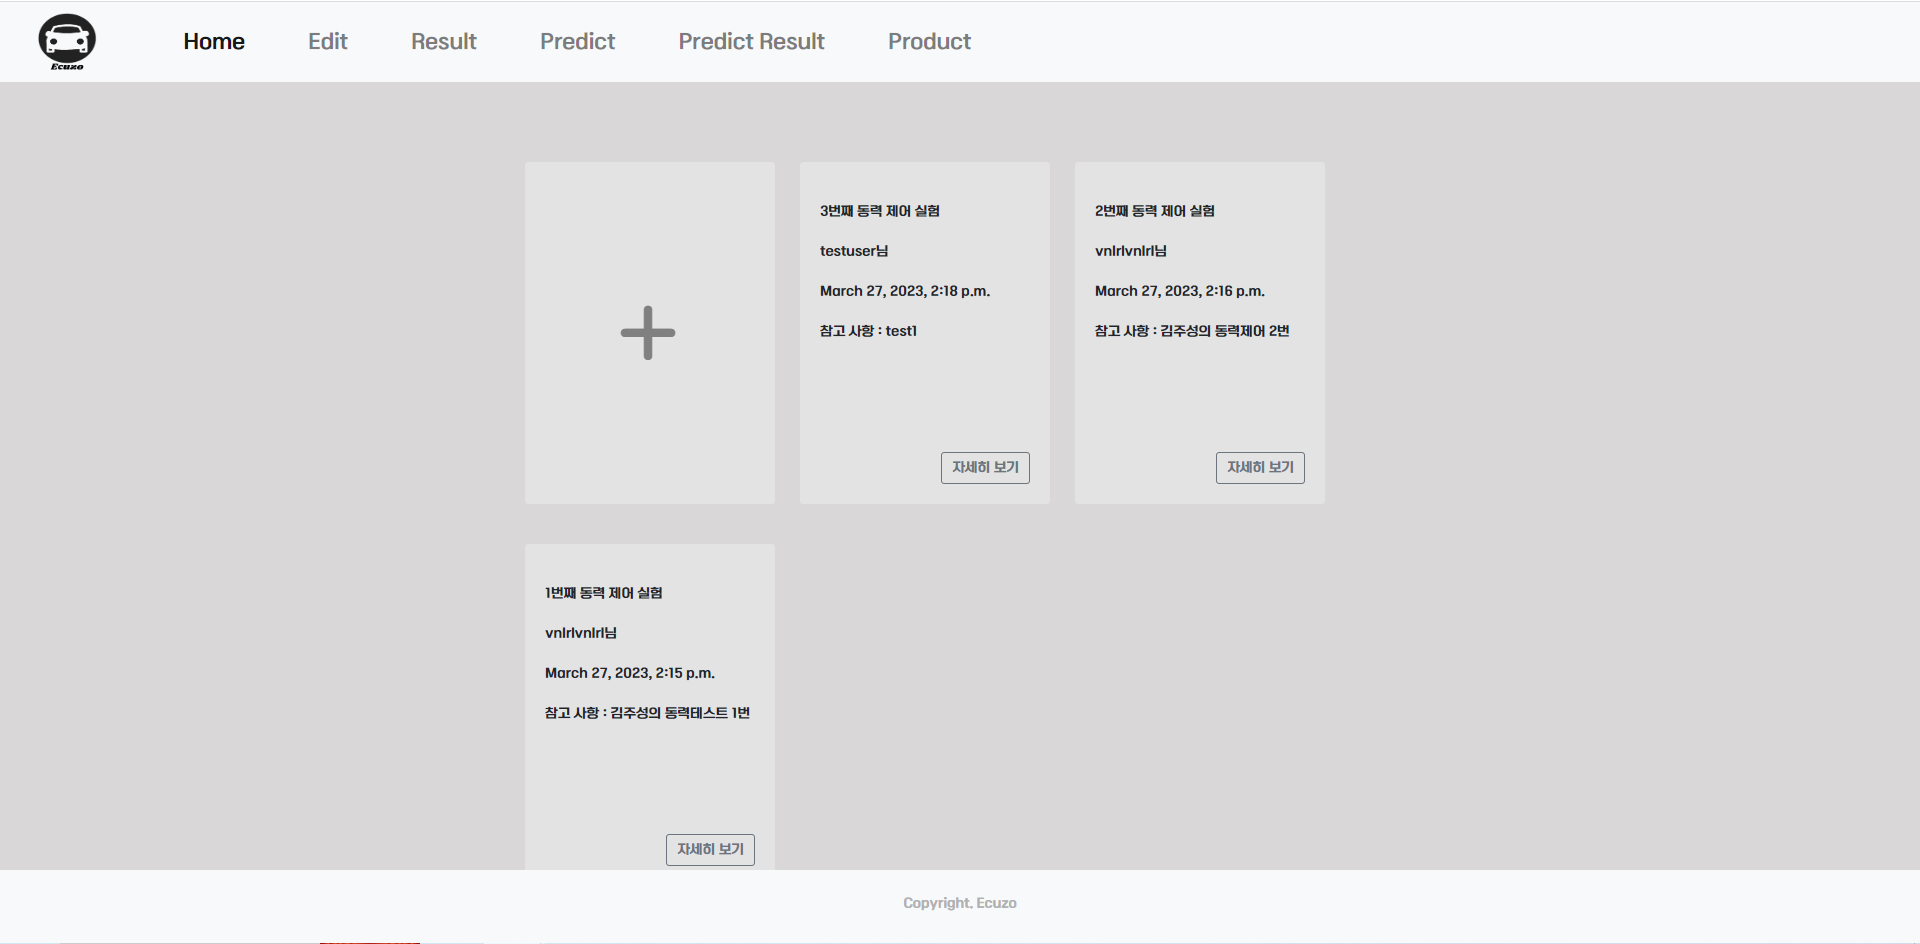 Ecuzo
Home Edit Result Predict Predict Result Product
3번째 동력 제어 실험
testuser님
March 27, 2023, 2:18 p.m.
참고 사항 : test1
자세히 보기
2번째 동력 제어 실험
vnlrlvnlrl님
March 27, 2023, 2:16 p.m.
참고 사항 : 김주성의 동력제어 2번
자세히 보기
1번째 동력 제어 실험
vnlrlvnlrl님
March 27, 2023, 2:15 p.m.
참고 사항 : 김주성의 동력테스트 1번
자세히 보기
Copyright. Ecuzo